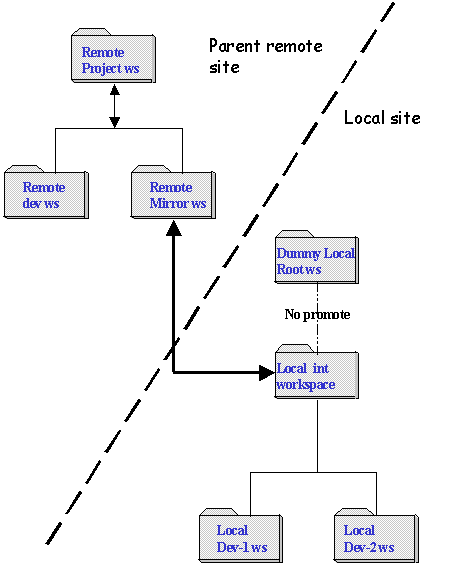 Remote
Project ws
Parent remote
site
Local site
Remote
dev ws
Remote
Mirror ws
Dummy Local
Root ws
No promote
Local int
workspace
Local
Dev-1 ws
Local
Dev-2 ws